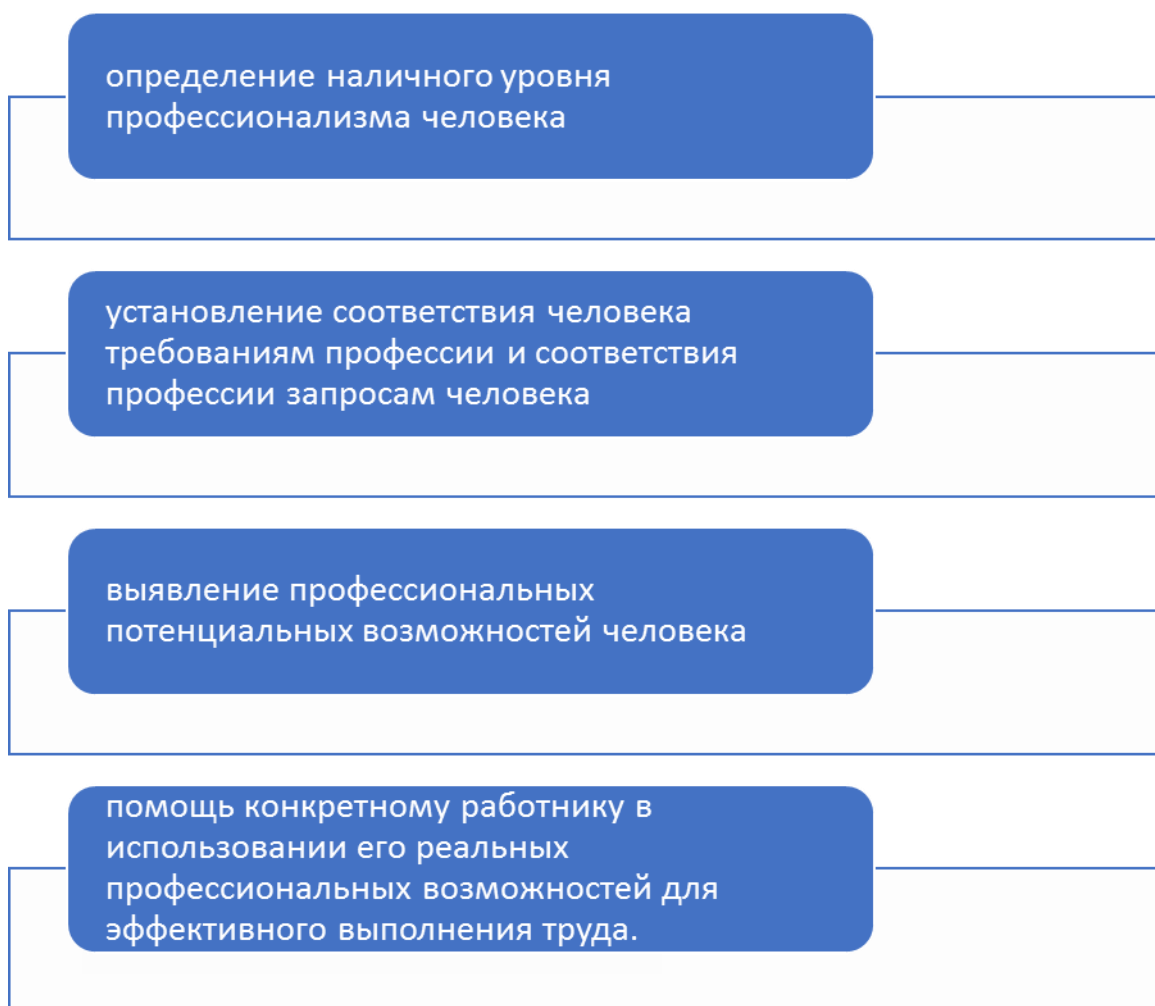 определение наличного уровня
профессионализма человека
установление соответствия человека
требованиям профессии и соответствия
профессии запросам человека
выявление профессиональных
потенциальных возможностей человека
помощь конкретному работнику в
использовании его реальных
профессиональных возможностей для
эффективного выполнения труда.